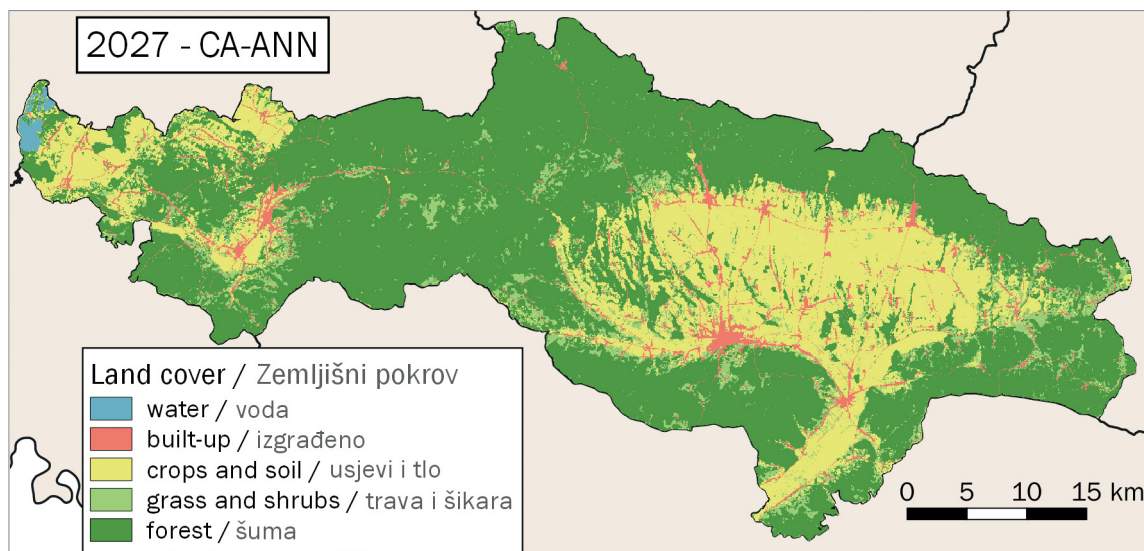 2027 - CA-ANN
Land cover / Zemljišni pokrov
water / voda
built-up / izgrađeno
crops and soil / usjevi i tlo
grass and shrubs / trava i šikara
forest / šuma
0 5 10 15 km